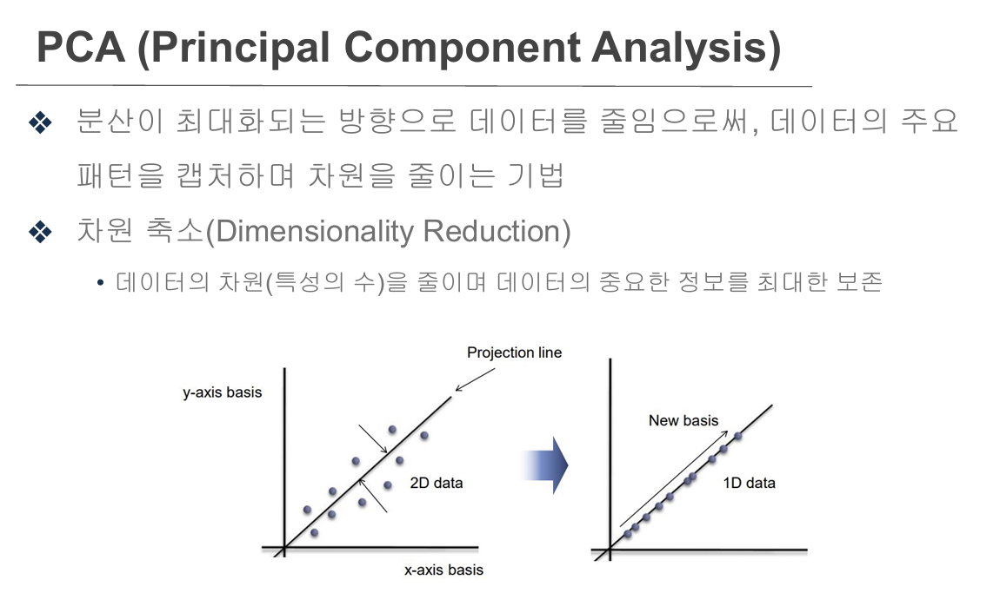 PCA (Principal Component Analysis)
분산이 최대화되는 방향으로 데이터를 줄임으로써, 데이터의 주요
패턴을 캡처하며 차원을 줄이는 기법
차원 축소(Dimensionality Reduction)
데이터의 차원(특성의 수)을 줄이며 데이터의 중요한 정보를 최대한 보존
Projection line
y-axis basis
2D data
x-axis basis
New basis
1D data